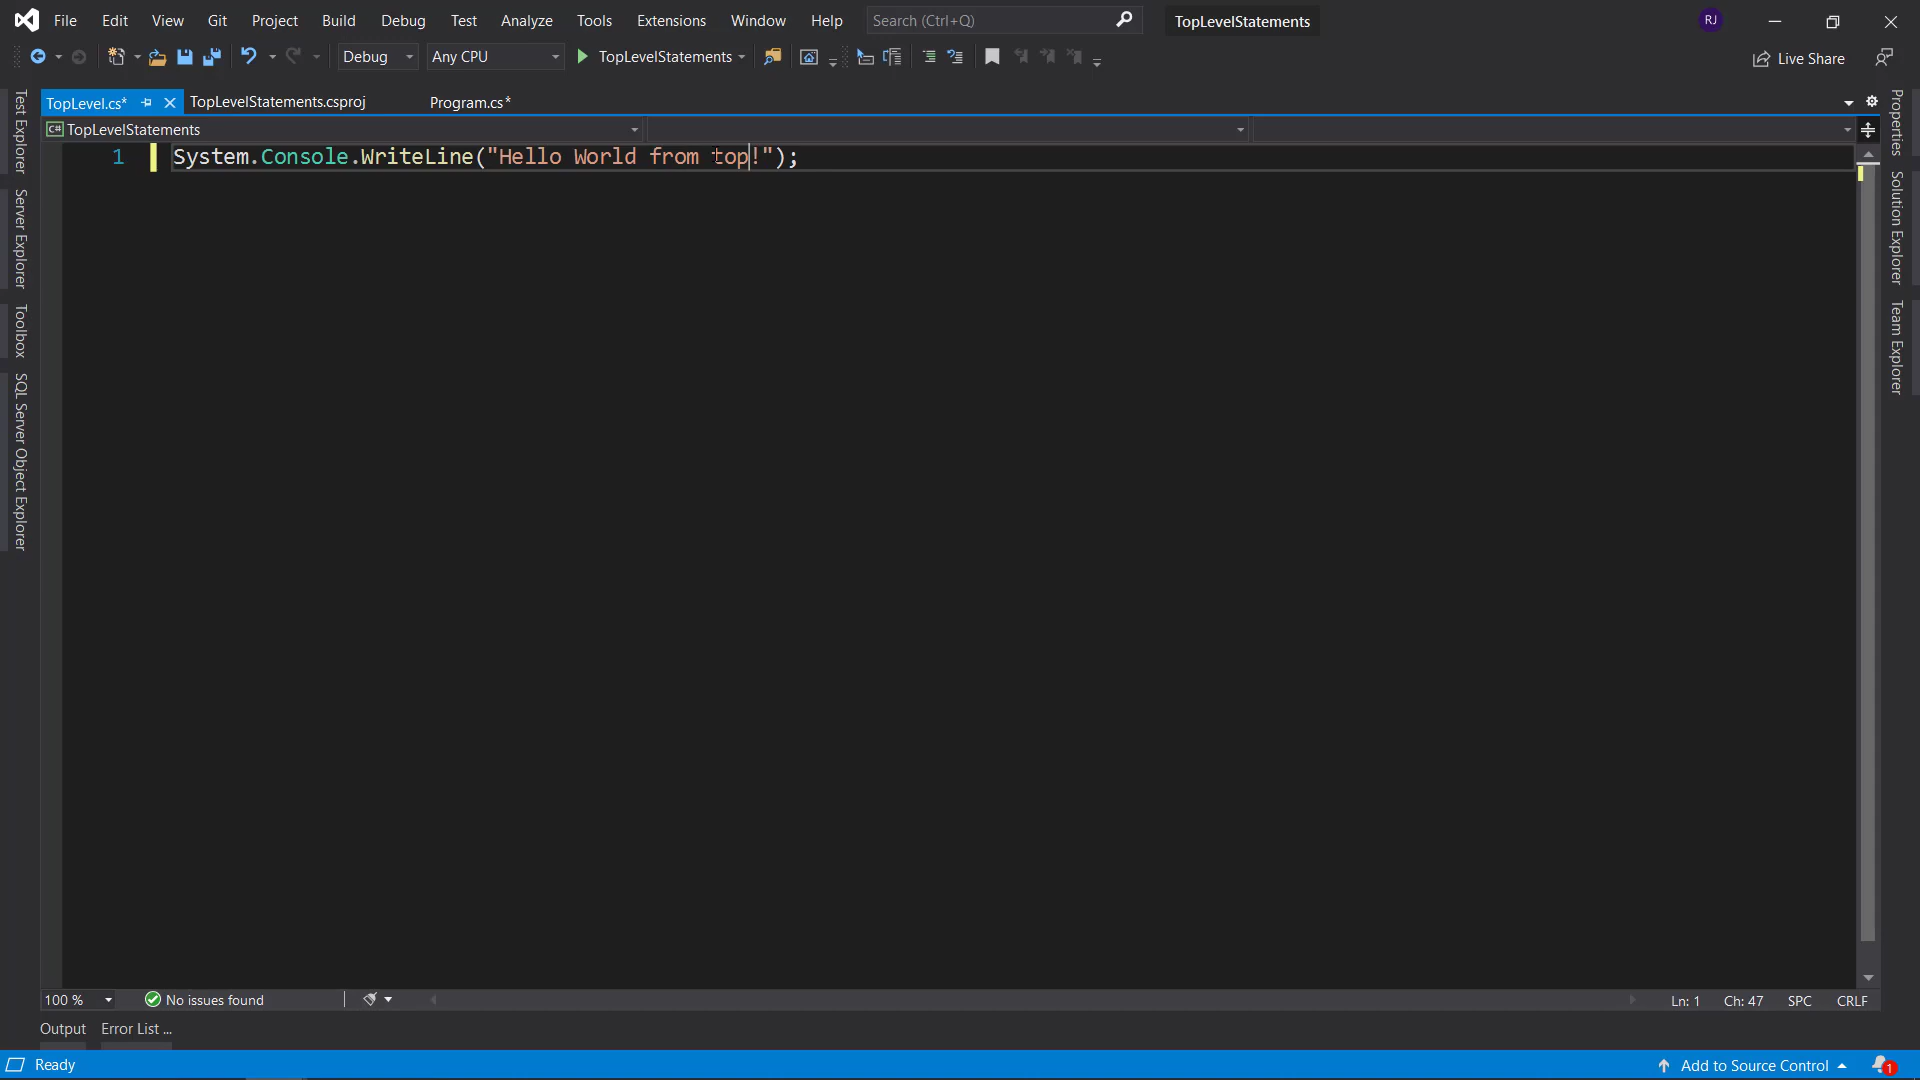 File Edit View Git Project Build Debug Test Analyze Tools Extensions Window Help Search (Ctrl+Q) TopLevelStatements RJ
Debug Any CPU TopLevelStatements Live Share
TopLevel.cs* TopLevelStatements.csproj Program.cs*
C# TopLevelStatements
1 System.Console.WriteLine("Hello World from top!");
Test Explorer
Server Explorer
Toolbox
SQL Server Object Explorer
Properties
Solution Explorer
Team Explorer
100 % No issues found Ln: 1 Ch: 47 SPC CRLF
Output Error List ...
Ready Add to Source Control 1